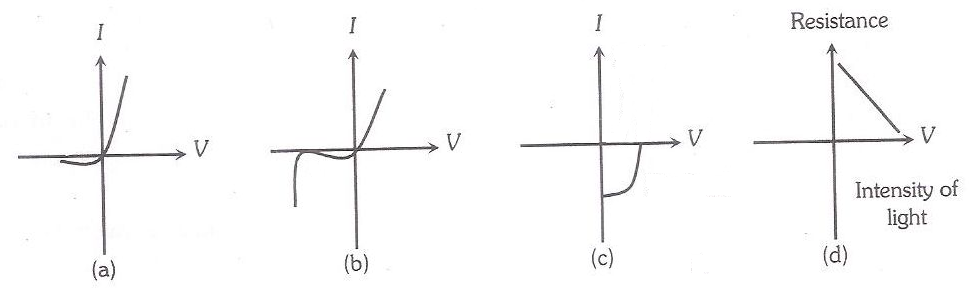 I
V
(a)
I
V
(b)
I
V
(c)
Resistance
V
Intensity of
light
(d)